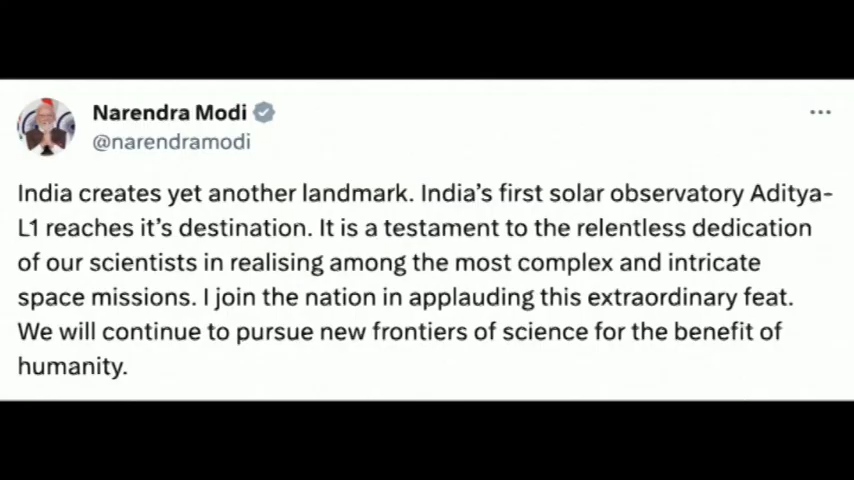 Narendra Modi
@narendramodi
India creates yet another landmark. India's first solar observatory Aditya-
L1 reaches it's destination. It is a testament to the relentless dedication
of our scientists in realising among the most complex and intricate
space missions. I join the nation in applauding this extraordinary feat.
We will continue to pursue new frontiers of science for the benefit of
humanity.